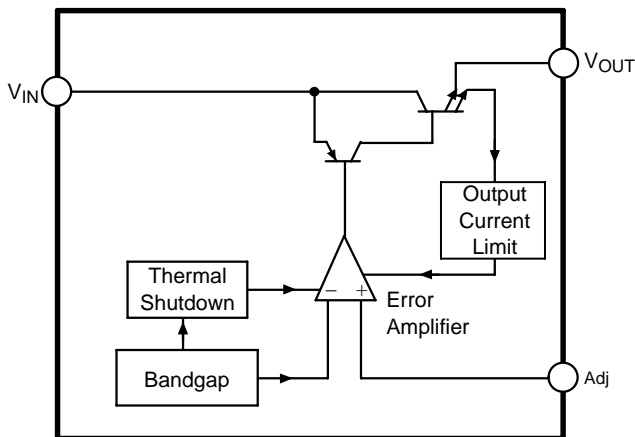 VIN
VOUT
Output
Current
Limit
Thermal
Shutdown
− +
Error
Amplifier
Bandgap
Adj